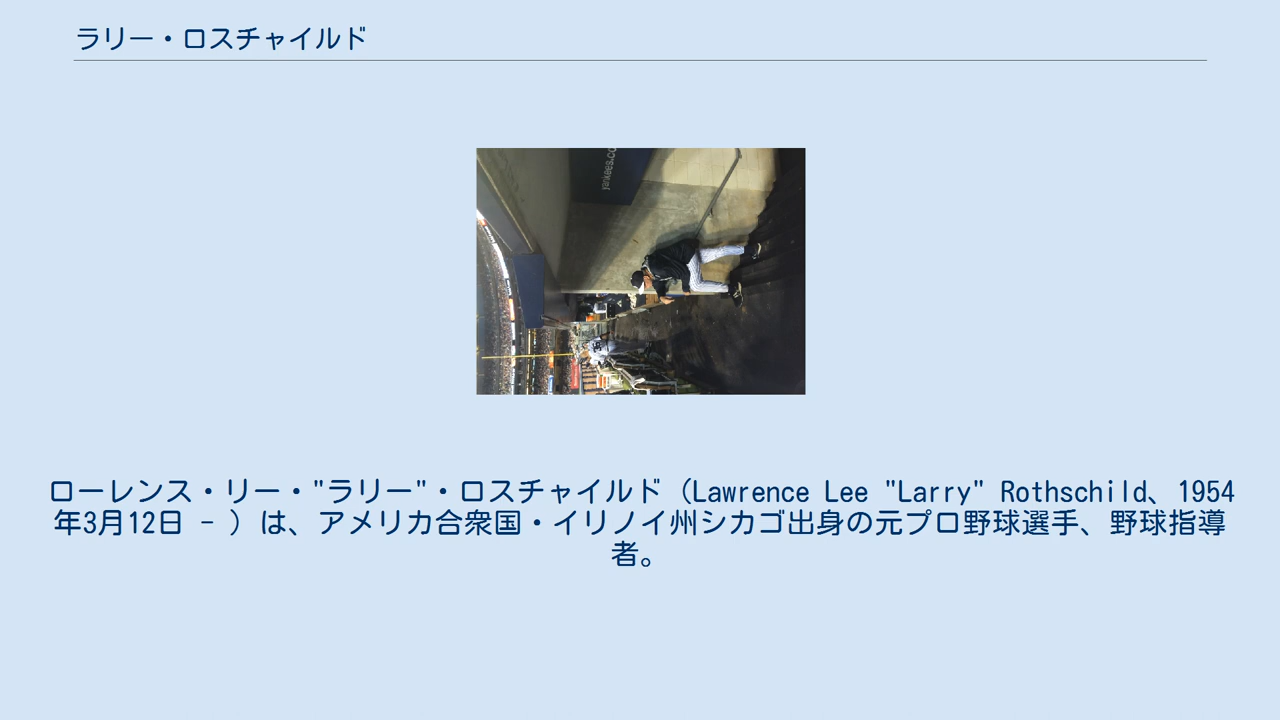 ラリー・ロスチャイルド
yankees.co
ローレンス・リー・"ラリー"・ロスチャイルド（Lawrence Lee "Larry" Rothschild、1954
年3月12日 - ）は、アメリカ合衆国・イリノイ州シカゴ出身の元プロ野球選手、野球指導
者。